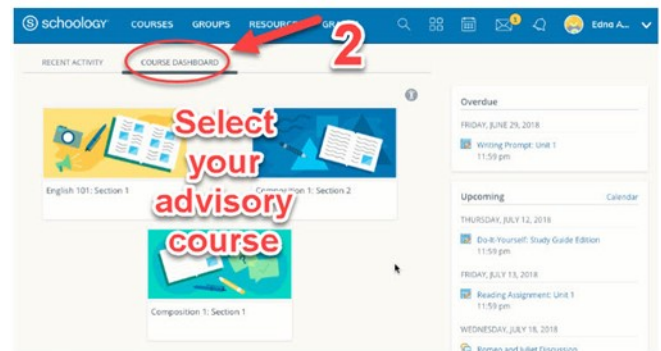 schoology COURSES GROUPS RESOURC GR Edna A...
2
RECENT ACTIVITY COURSE DASHBOARD
Select
your
advisory
course
English 101: Section 1
Composition 1: Section 2
Composition 1: Section 1
Overdue
FRIDAY, JUNE 29, 2018
Writing Prompt: Unit 1
11:59 pm
Upcoming Calendar
THURSDAY, JULY 12, 2018
Do-It-Yourself: Study Guide Edition
11:59 pm
FRIDAY, JULY 13, 2018
Reading Assignment: Unit 1
11:59 pm
WEDNESDAY, JULY 18, 2018
Romeo and Juliet Discussion